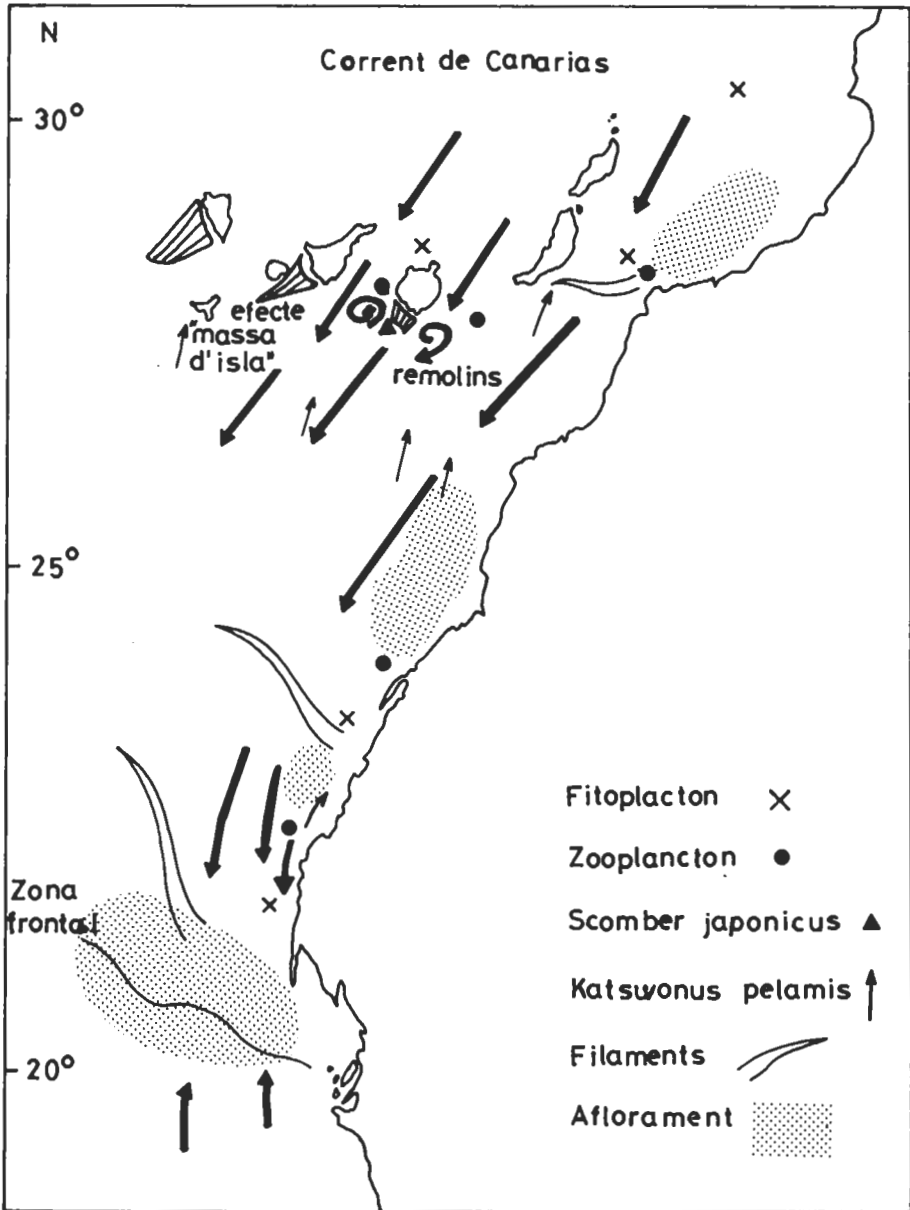 N
Corrent de Canarias
30°
efecte
"massa
d'isla"
remolins
25°
Zona
frontal
20°
Fitoplacton
Zooplancton
Scomber japonicus
Katswonus pelamis
Filaments
Aflorament